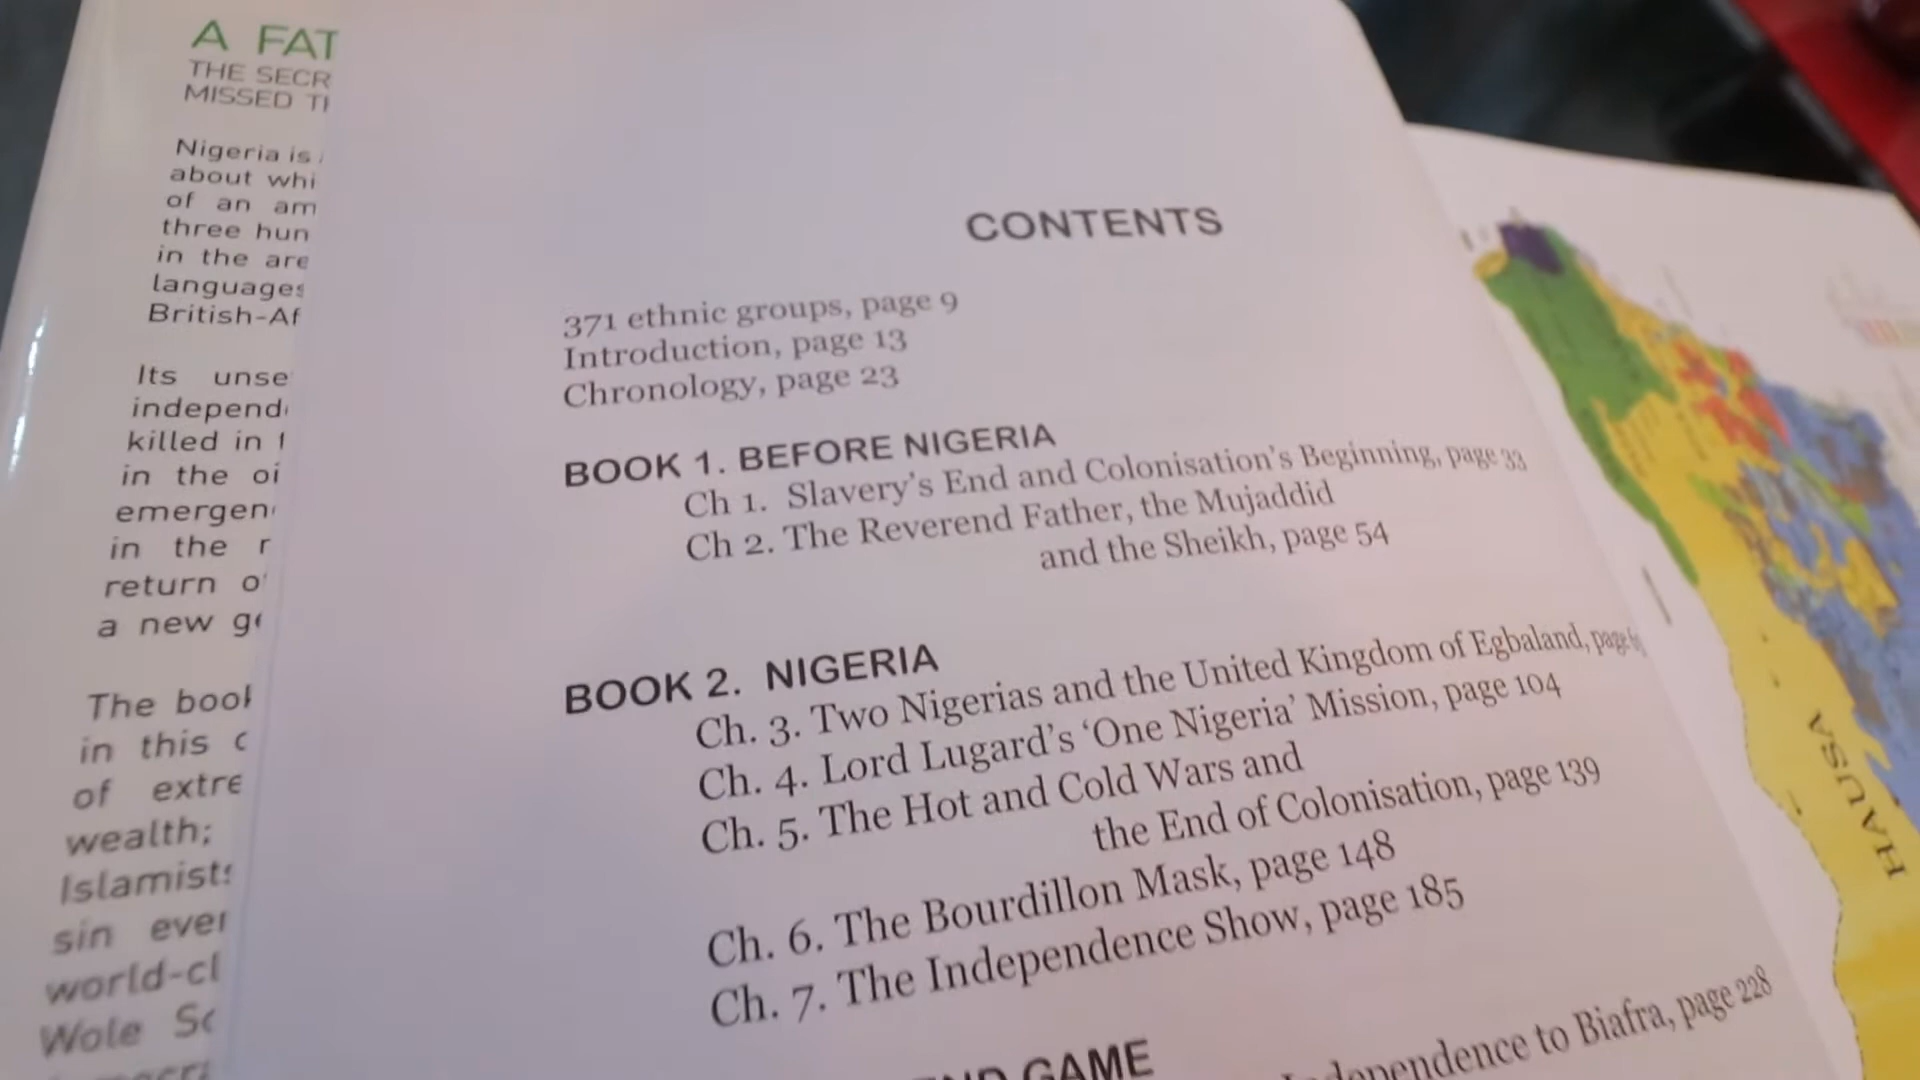 A FAT
THE SECR
MISSED TH
Nigeria is
about whi
of an am
three hun
in the are
languages
British-Af
Its unse
independ
killed in f
in the oi
emergen
in the r
return o
a new ge
The book
in this c
of extre
wealth;
Islamists
sin ever
world-cl
Wole So
CONTENTS
371 ethnic groups, page 9
Introduction, page 13
Chronology, page 23
BOOK 1. BEFORE NIGERIA
Ch 1. Slavery's End and Colonisation's Beginning, page 33
Ch 2. The Reverend Father, the Mujaddid
and the Sheikh, page 54
BOOK 2. NIGERIA
Ch. 3. Two Nigerias and the United Kingdom of Egbaland, page
Ch. 4. Lord Lugard's 'One Nigeria' Mission, page 104
Ch. 5. The Hot and Cold Wars and
the End of Colonisation, page 139
Ch. 6. The Bourdillon Mask, page 148
Ch. 7. The Independence Show, page 185
ND GAME
Independence to Biafra, page 228
HAUSA